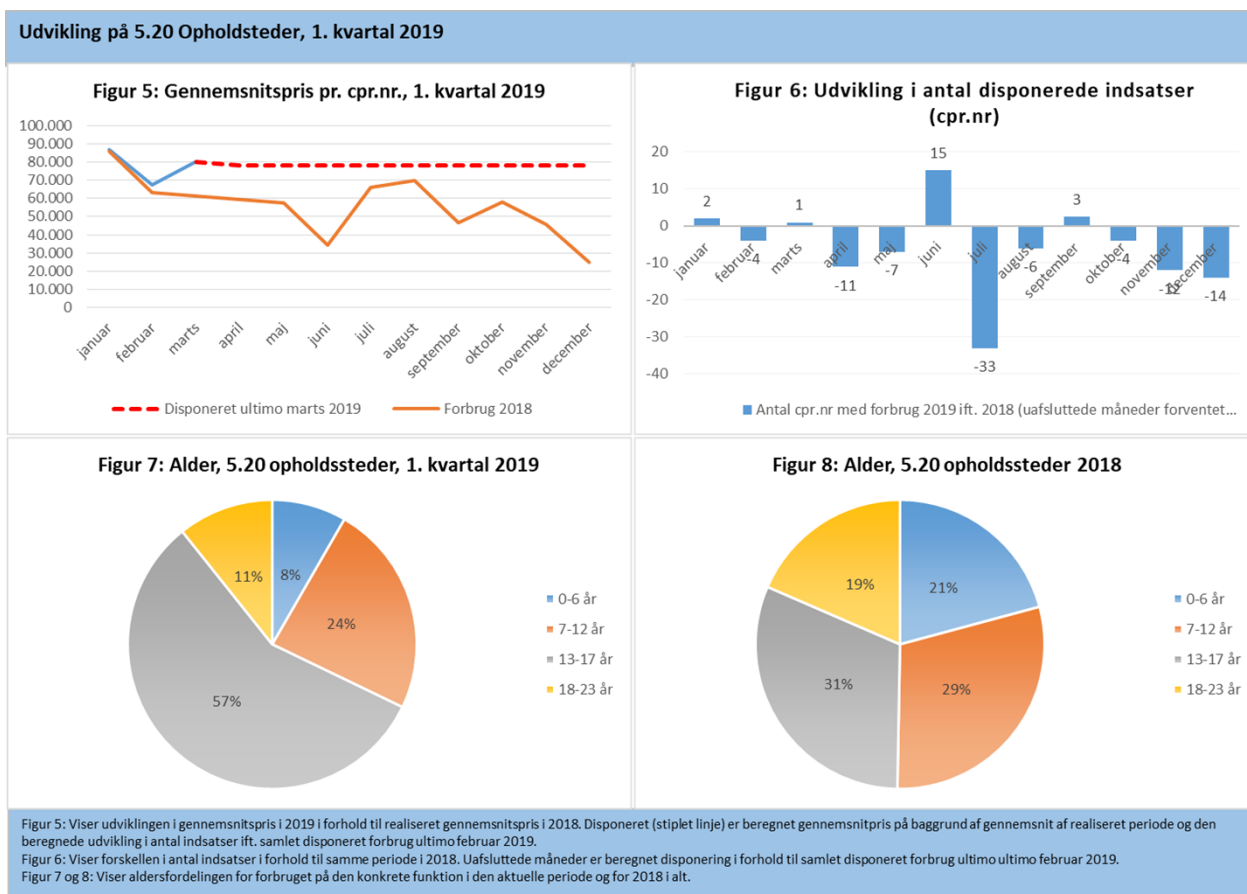 Udvikling på 5.20 Opholdsteder, 1. kvartal 2019
Figur 5: Gennemsnitspris pr. cpr.nr., 1. kvartal 2019
100.000
90.000
80.000
70.000
60.000
50.000
40.000
30.000
20.000
10.000
0
januar
februar
marts
april
maj
juni
juli
august
september
oktober
november
december
Disponeret ultimo marts 2019
Forbrug 2018
Figur 6: Udvikling i antal disponerede indsatser
(cpr.nr)
20
10
0
-10
-20
-30
-40
2
-4
1
-11
-7
15
-33
-6
3
-4
-12
-14
januar
februar
marts
april
maj
juni
juli
august
september
oktober
november
december
Antal cpr.nr med forbrug 2019 ift. 2018 (uafsluttede måneder forventet...
Figur 7: Alder, 5.20 opholdssteder, 1. kvartal 2019
8%
24%
57%
11%
0-6 år
7-12 år
13-17 år
18-23 år
Figur 8: Alder, 5.20 opholdssteder 2018
21%
29%
31%
19%
0-6 år
7-12 år
13-17 år
18-23 år
Figur 5: Viser udviklingen i gennemsnitspris i 2019 i forhold til realiseret gennemsnitspris i 2018. Disponeret (stiplet linje) er beregnet gennemsnitpris på baggrund af gennemsnit af realiseret periode og den
beregnede udvikling i antal indsatser ift. samlet disponeret forbrug ultimo februar 2019.
Figur 6: Viser forskellen i antal indsatser i forhold til samme periode i 2018. Uafsluttede måneder er beregnet disponering i forhold til samlet disponeret forbrug ultimo ultimo februar 2019.
Figur 7 og 8: Viser aldersfordelingen for forbruget på den konkrete funktion i den aktuelle periode og for 2018 i alt.